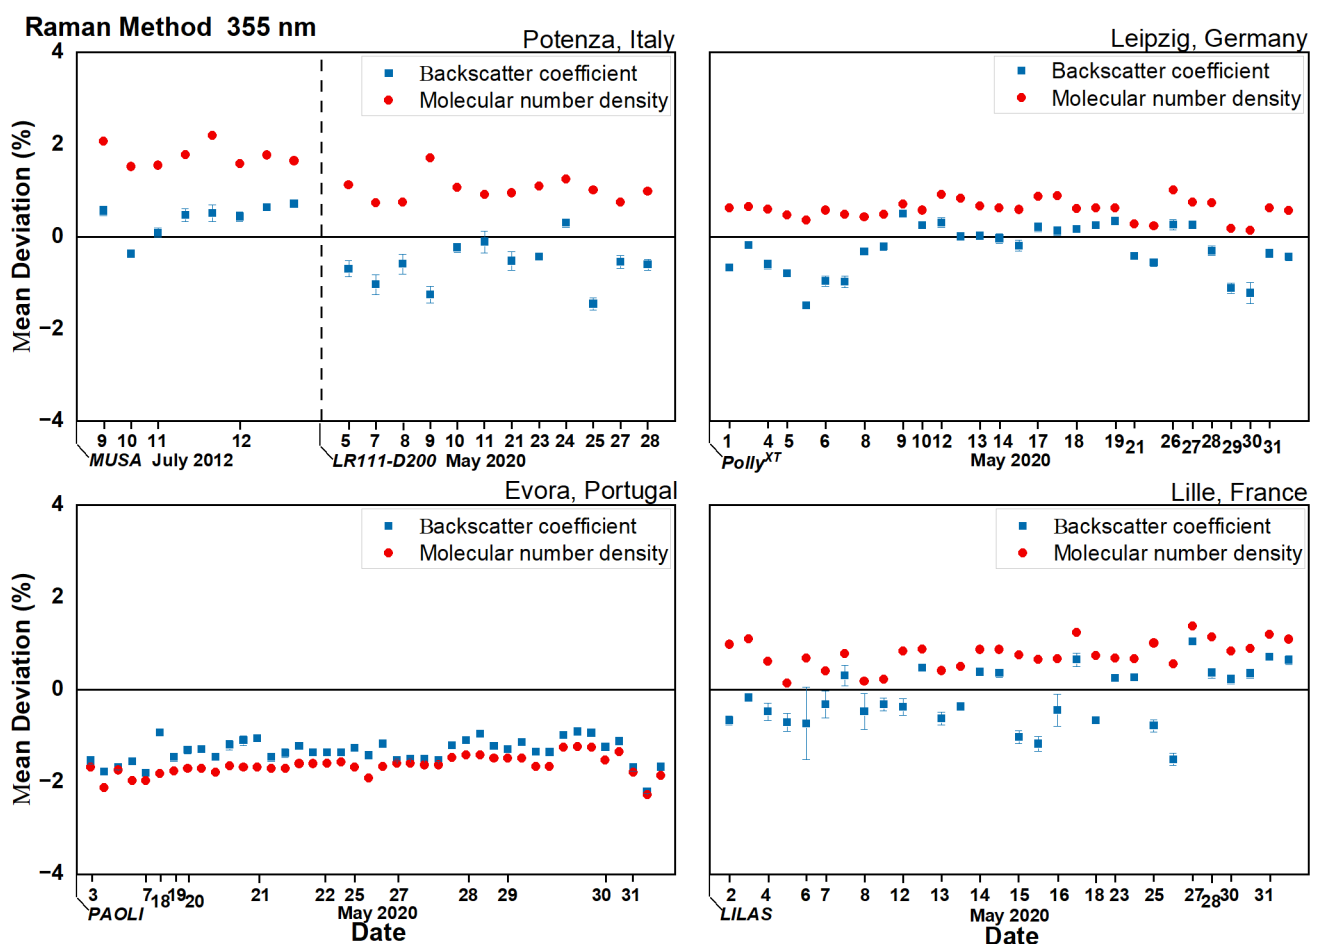 Raman Method 355 nm
Potenza, Italy
Backscatter coefficient
Molecular number density
Mean Deviation (%)
4
2
0
−2
−4
9 10 11 12 5 7 8 9 10 11 21 23 24 25 27 28
MUSA July 2012 LR111-D200 May 2020
Leipzig, Germany
Backscatter coefficient
Molecular number density
1 4 5 6 8 9 10 12 13 14 17 18 19 21 26 27 28 29 30 31
PollyXT May 2020
Evora, Portugal
Backscatter coefficient
Molecular number density
Mean Deviation (%)
4
2
0
−2
−4
3 7 18 19 20 21 22 25 27 28 29 30 31
PAOLI May 2020
Date
Lille, France
Backscatter coefficient
Molecular number density
2 4 6 7 8 12 13 14 15 16 18 23 25 27 28 30 31
LILAS May 2020
Date